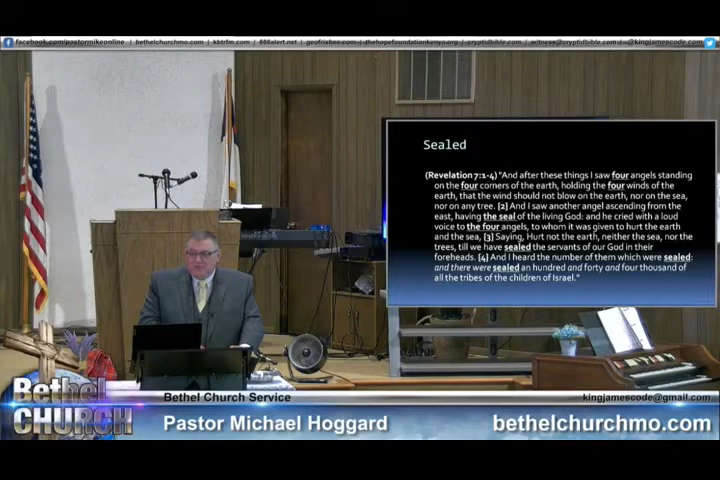 facebook.com/pastormikeonline | bethelchurchmo.com | kbtrfm.com | 666alert.net | geofrisbee.com | thehopefoundationkenya.org | cryptidbible.com | witness@cryptidbible.com | @kingjamescode.com
Sealed
(Revelation 7:1-4) "And after these things I saw four angels standing
on the four corners of the earth, holding the four winds of the
earth, that the wind should not blow on the earth, nor on the sea,
nor on any tree. [2] And I saw another angel ascending from the
east, having the seal of the living God: and he cried with a loud
voice to the four angels, to whom it was given to hurt the earth
and the sea, [3] Saying, Hurt not the earth, neither the sea, nor the
trees, till we have sealed the servants of our God in their
foreheads. [4] And I heard the number of them which were sealed:
and there were sealed an hundred and forty and four thousand of
all the tribes of the children of Israel."
Bethel
CHURCH
Bethel Church Service
kingjamescode@gmail.com
Pastor Michael Hoggard
bethelchurchmo.com